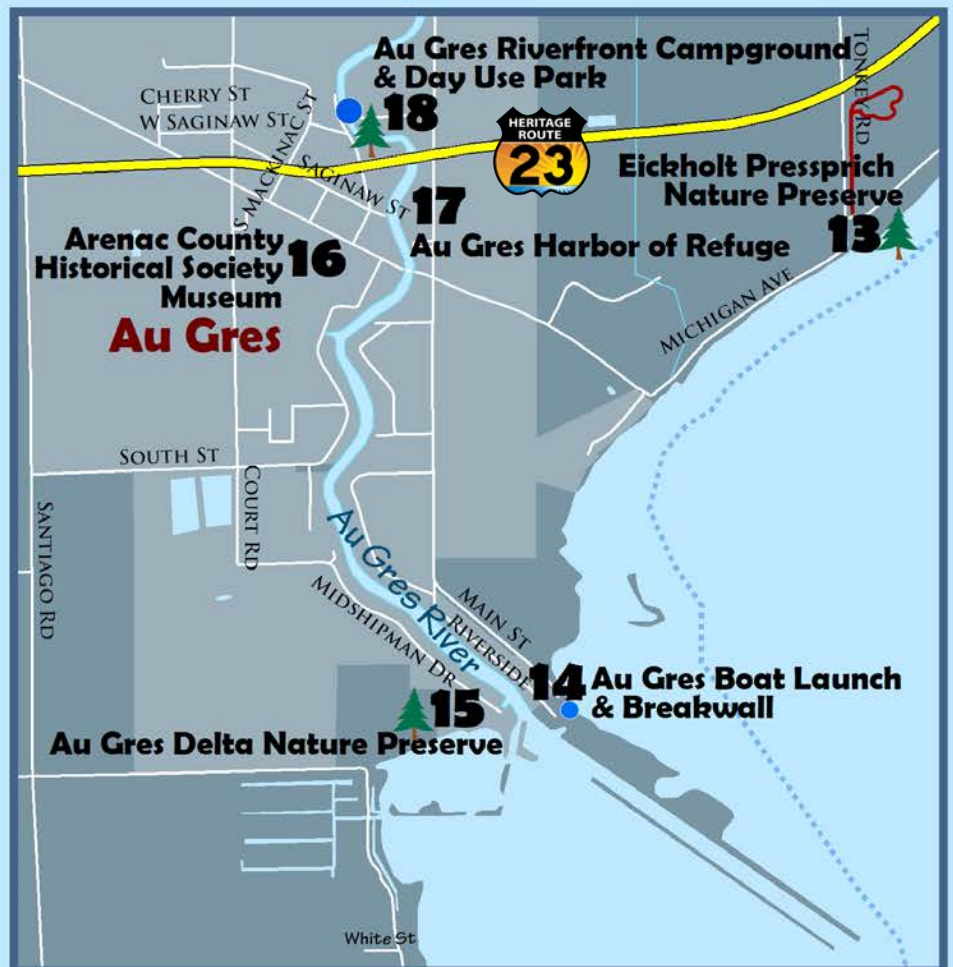 Au Gres Riverfront Campground
& Day Use Park
18
TONKEY RD
CHERRY ST
W SAGINAW ST
S MACKINAC ST
HERITAGE
ROUTE
23
SAGINAW ST
17
Au Gres Harbor of Refuge
Eickholt Pressprich
Nature Preserve
13
Arenac County
Historical Society
Museum
16
Au Gres
MICHIGAN AVE
SOUTH ST
COURT RD
SANTIAGO RD
Au Gres River
MIDSHIPMAN DR
MAIN ST
RIVERSIDE
14
Au Gres Boat Launch
& Breakwall
15
Au Gres Delta Nature Preserve
White St